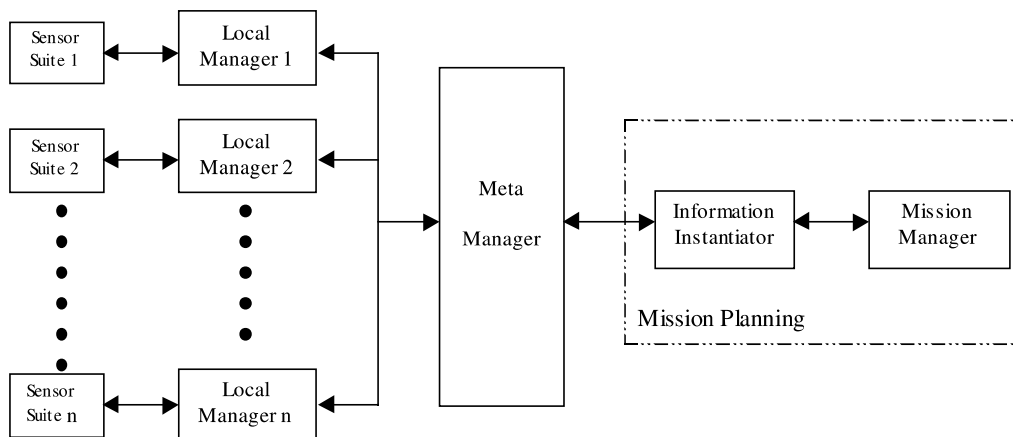 Sensor
Suite 1
Local
Manager 1
Sensor
Suite 2
Local
Manager 2
Meta
Manager
Information
Instantiator
Mission
Manager
Mission Planning
Sensor
Suite n
Local
Manager n